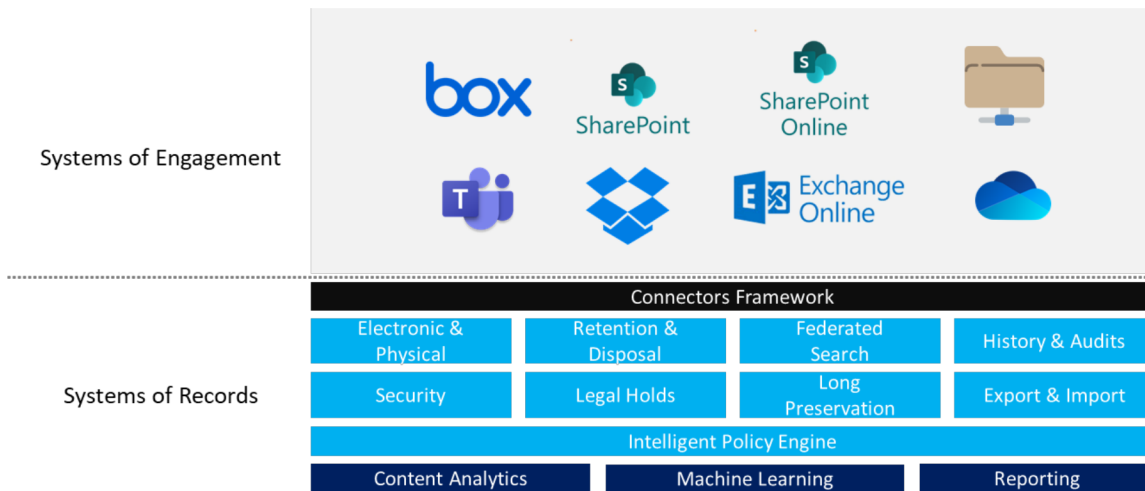 box
S
SharePoint
S
SharePoint
Online
Systems of Engagement
T
E
Exchange
Online
Connectors Framework
Electronic &
Physical
Retention &
Disposal
Federated
Search
History & Audits
Systems of Records
Security
Legal Holds
Long
Preservation
Export & Import
Intelligent Policy Engine
Content Analytics
Machine Learning
Reporting